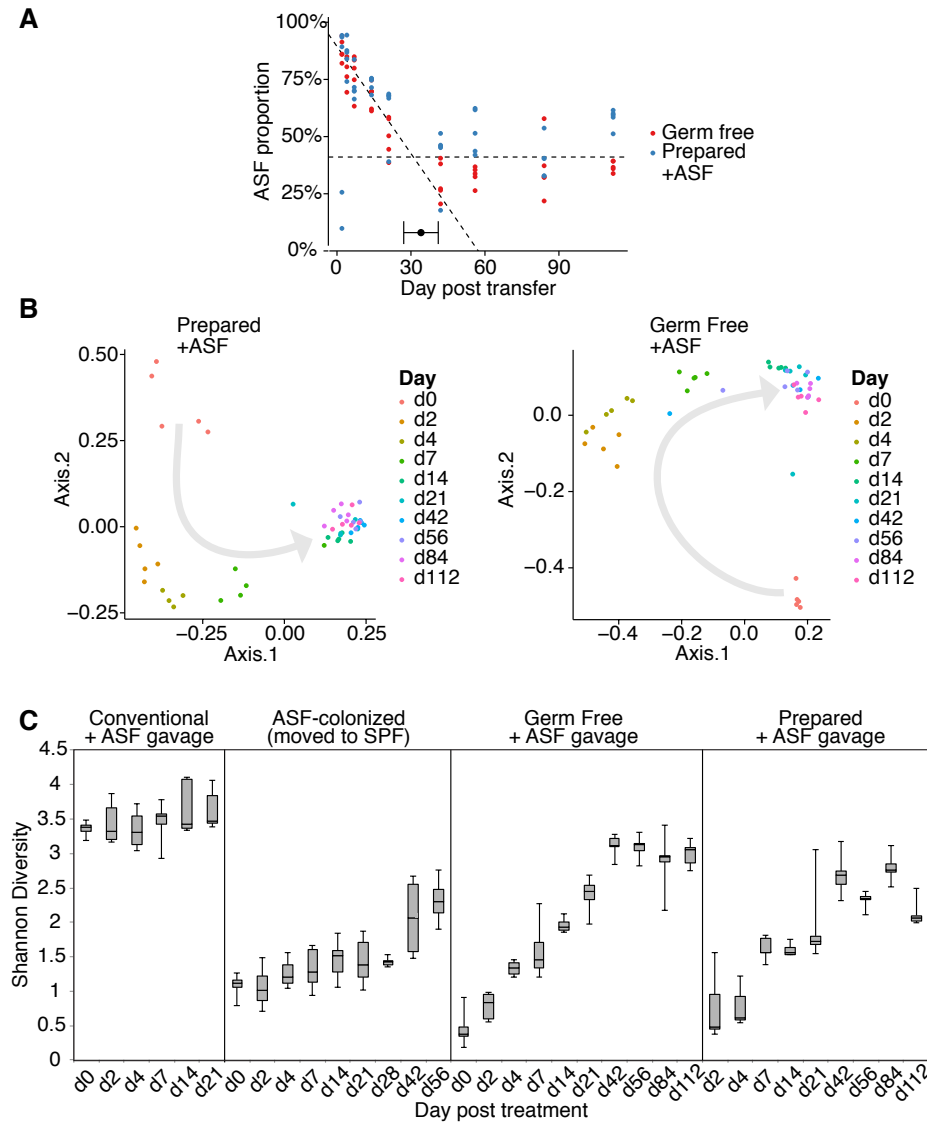 A
100%
75%
50%
25%
0%
ASF proportion
0 30 60 90
Day post transfer
Germ free
Prepared
+ASF
B
Prepared
+ASF
0.50
0.25
0.00
−0.25
Axis.2
−0.25 0.00 0.25
Axis.1
Day
d0
d2
d4
d7
d14
d21
d42
d56
d84
d112
Germ Free
+ASF
0.0
−0.2
−0.4
Axis.2
−0.4 −0.2 0.0 0.2
Axis.1
Day
d0
d2
d4
d7
d14
d21
d42
d56
d84
d112
C
Conventional
+ ASF gavage
ASF-colonized
(moved to SPF)
Germ Free
+ ASF gavage
Prepared
+ ASF gavage
4.5
4
3.5
3
2.5
2
1.5
1
0.5
0
Shannon Diversity
d0 d2 d4 d7 d14 d21 d0 d2 d4 d7 d14 d21 d28 d42 d56 d0 d2 d4 d7 d14 d21 d42 d56 d84 d112 d2 d4 d7 d14 d21 d42 d56 d84 d112
Day post treatment